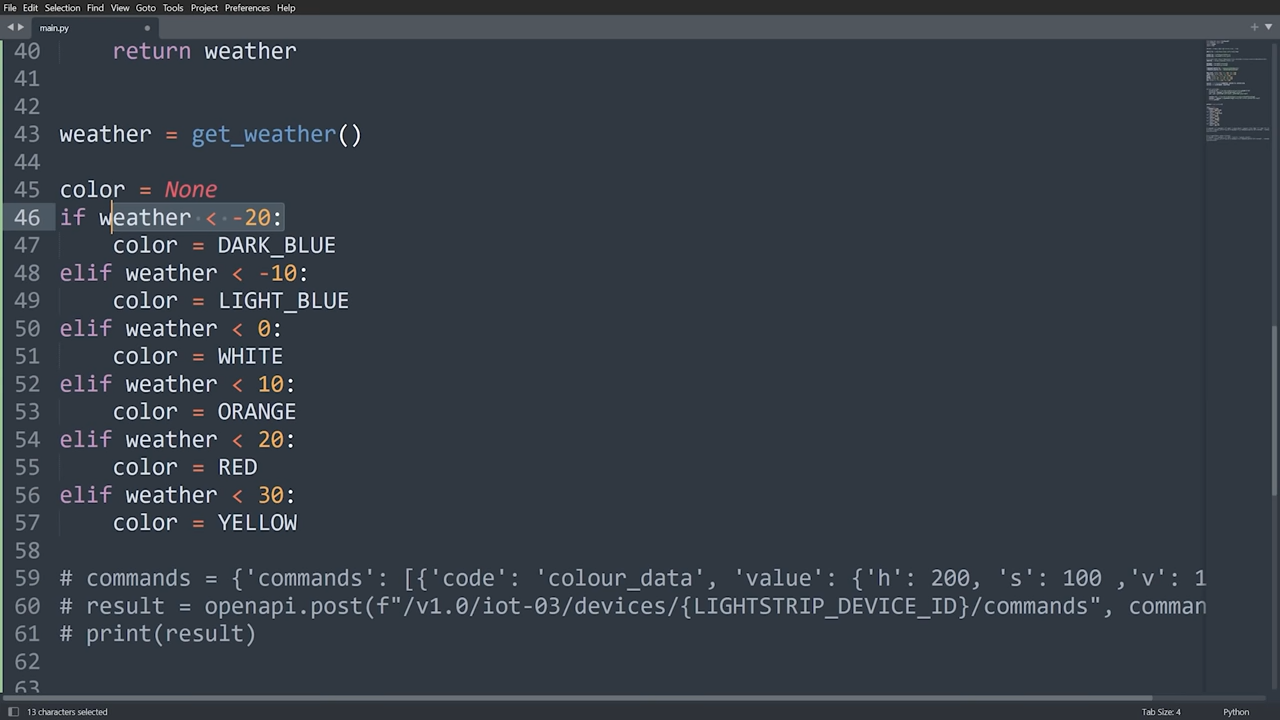 File Edit Selection Find View Goto Tools Project Preferences Help
main.py
40 return weather
41
42
43 weather = get_weather()
44
45 color = None
46 if weather < -20:
47 color = DARK_BLUE
48 elif weather < -10:
49 color = LIGHT_BLUE
50 elif weather < 0:
51 color = WHITE
52 elif weather < 10:
53 color = ORANGE
54 elif weather < 20:
55 color = RED
56 elif weather < 30:
57 color = YELLOW
58
59 # commands = {'commands': [{'code': 'colour_data', 'value': {'h': 200, 's': 100 ,'v': 1
60 # result = openapi.post(f"/v1.0/iot-03/devices/{LIGHTSTRIP_DEVICE_ID}/commands", comman
61 # print(result)
62
63
13 characters selected Tab Size: 4 Python